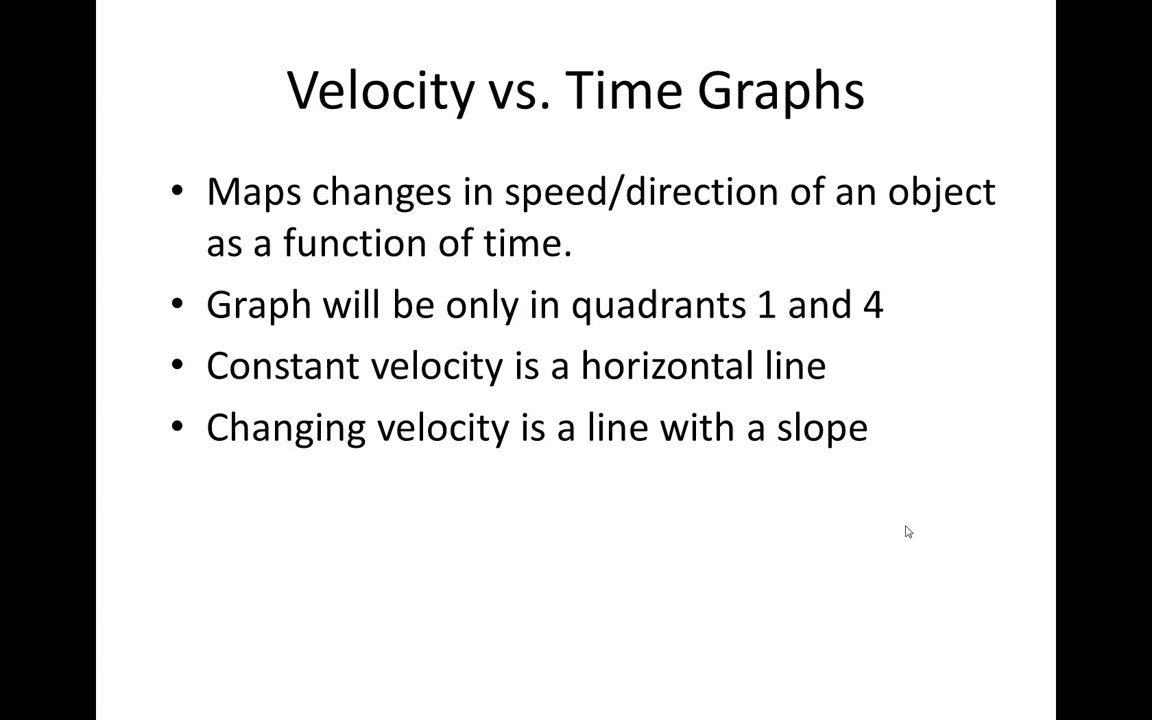 Velocity vs. Time Graphs
• Maps changes in speed/direction of an object
as a function of time.
• Graph will be only in quadrants 1 and 4
• Constant velocity is a horizontal line
• Changing velocity is a line with a slope